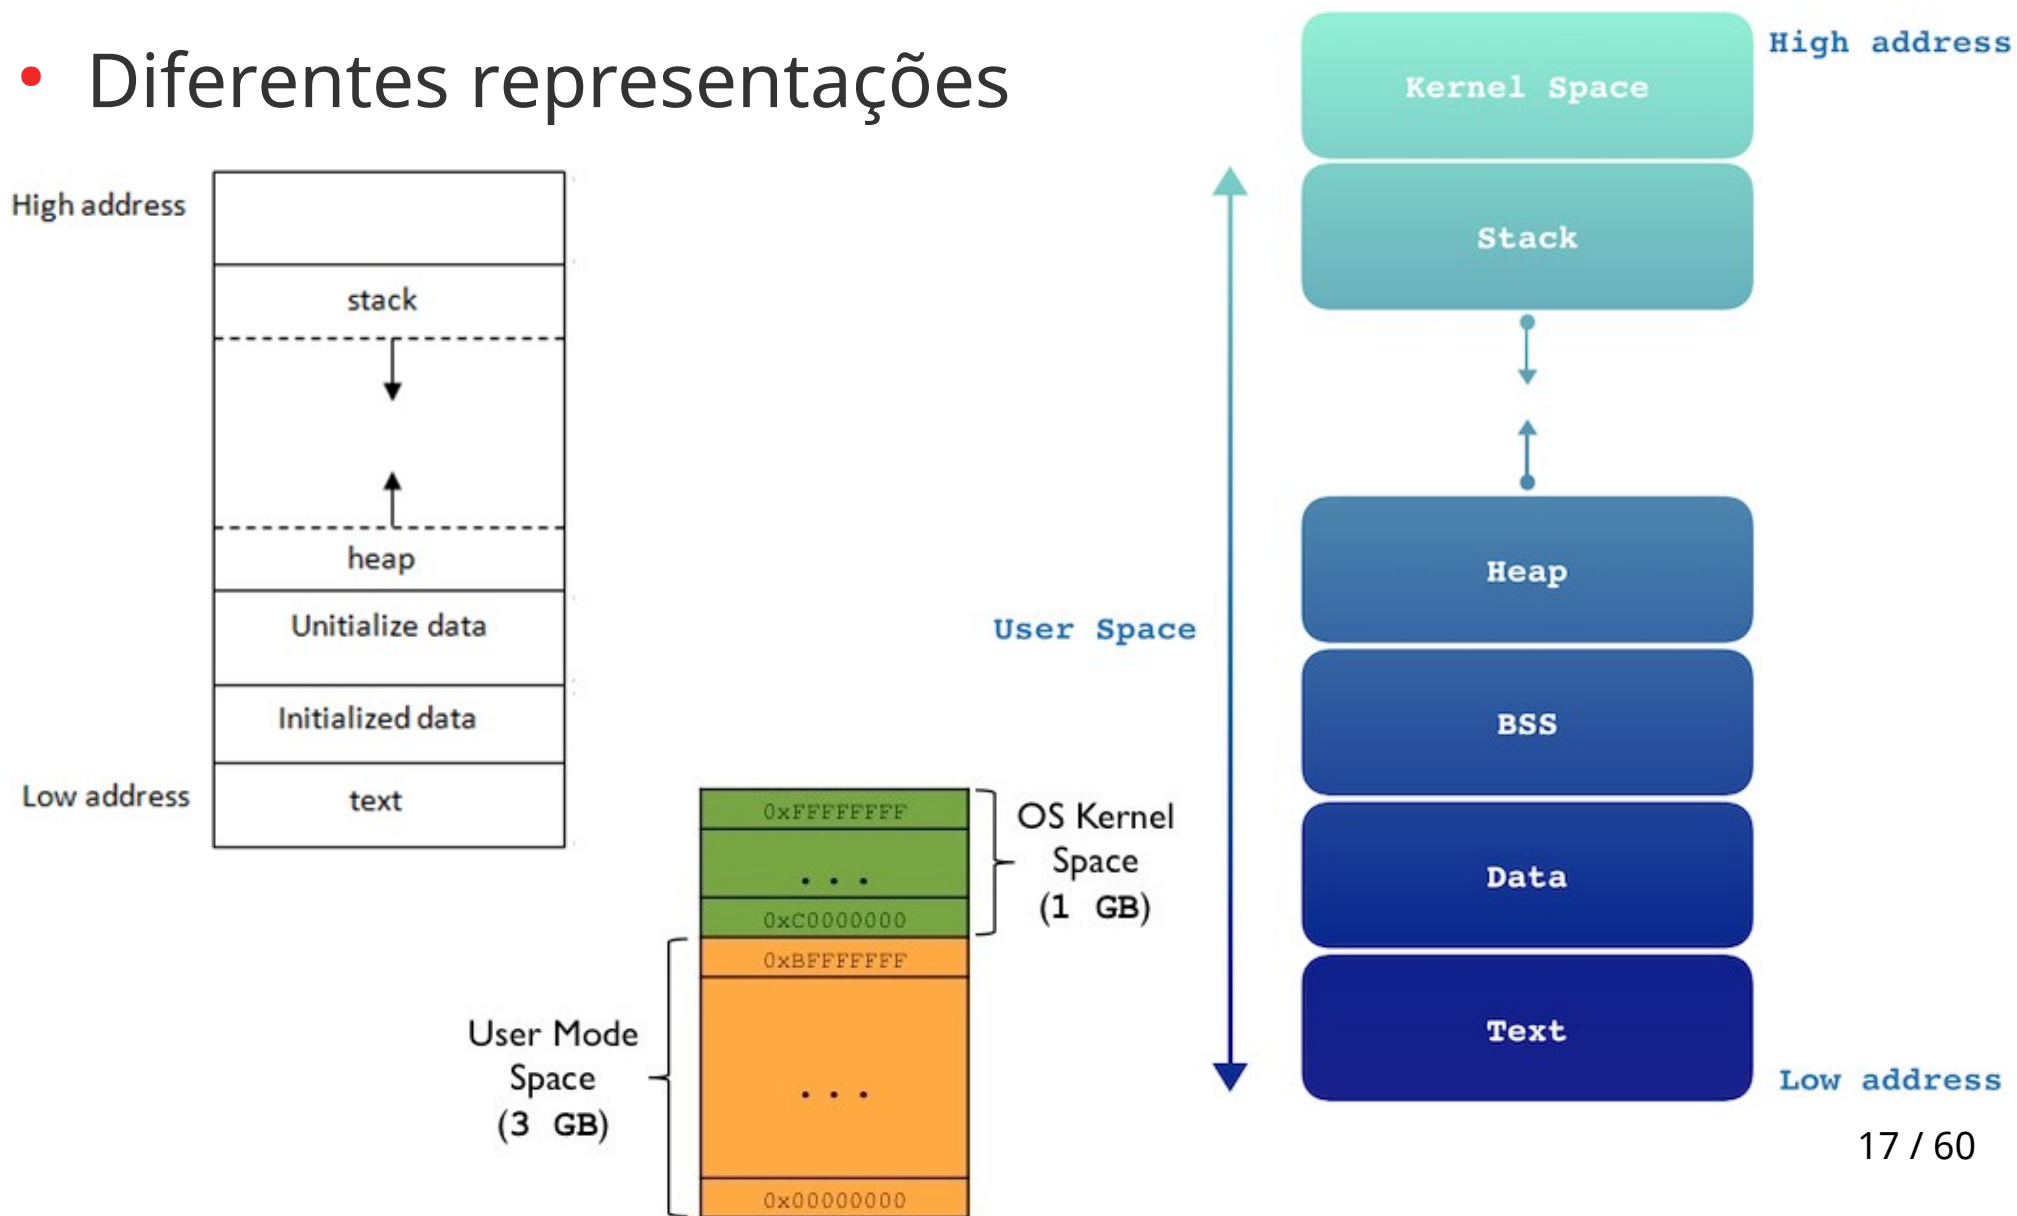 • Diferentes representações
High address
stack
heap
Unitialize data
Initialized data
Low address
text
0xFFFFFFFF
. . .
0xC0000000
OS Kernel
Space
(1 GB)
0xBFFFFFFF
. . .
0x00000000
User Mode
Space
(3 GB)
High address
Kernel Space
Stack
User Space
Heap
BSS
Data
Text
Low address
17 / 60